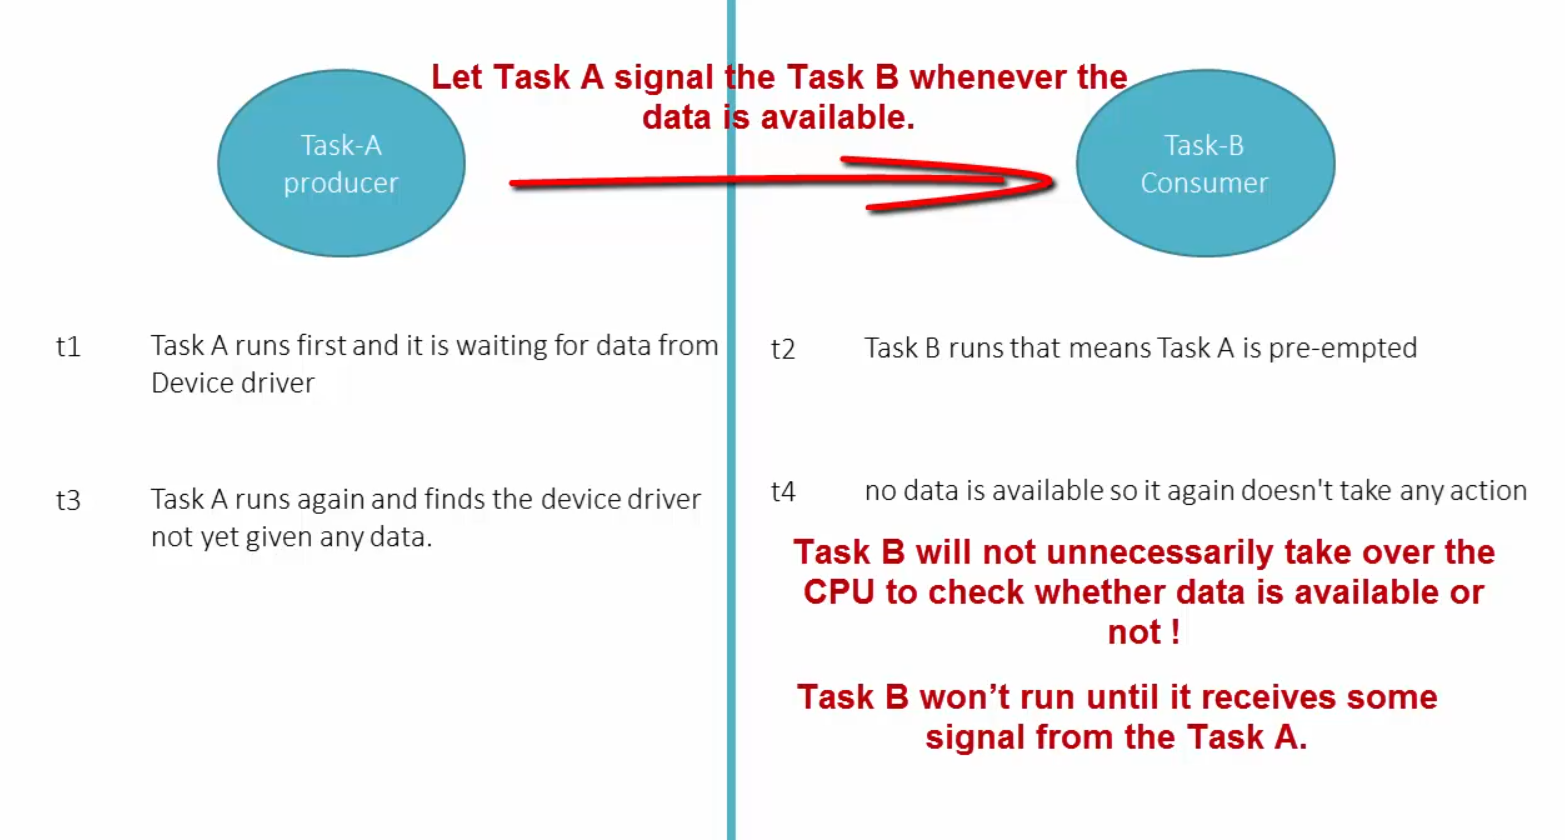 Let Task A signal the Task B whenever the
data is available.
Task-A
producer
Task-B
Consumer
t1
Task A runs first and it is waiting for data from
Device driver
t2
Task B runs that means Task A is pre-empted
t3
Task A runs again and finds the device driver
not yet given any data.
t4
no data is available so it again doesn't take any action
Task B will not unnecessarily take over the
CPU to check whether data is available or
not !
Task B won’t run until it receives some
signal from the Task A.